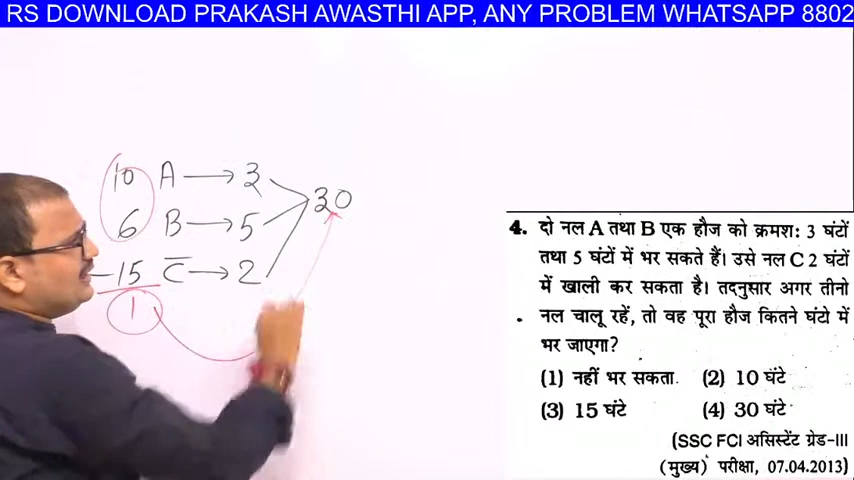 RS DOWNLOAD PRAKASH AWASTHI APP, ANY PROBLEM WHATSAPP 8802
10 A → 3
30
6 B → 5
-15 C̅ → 2
1
4. दो नल A तथा B एक हौज को क्रमश: 3 घंटों
तथा 5 घंटों में भर सकते हैं। उसे नल C 2 घंटों
में खाली कर सकता है। तद्नुसार अगर तीनो
नल चालू रहें, तो वह पूरा हौज कितने घंटो में
भर जाएगा?
(1) नहीं भर सकता (2) 10 घंटे
(3) 15 घंटे (4) 30 घंटे
(SSC FCI असिस्टेंट ग्रेड-III
(मुख्य) परीक्षा, 07.04.2013)